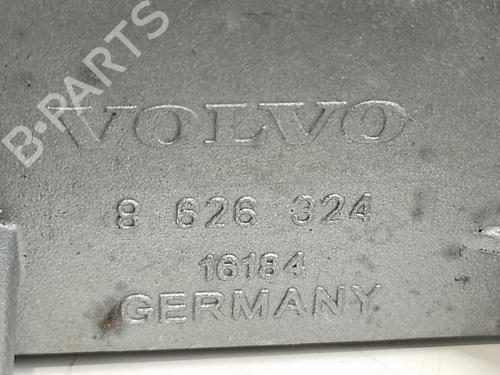 B-PARTS
VOLVO
8 626 324
16184
GERMANY